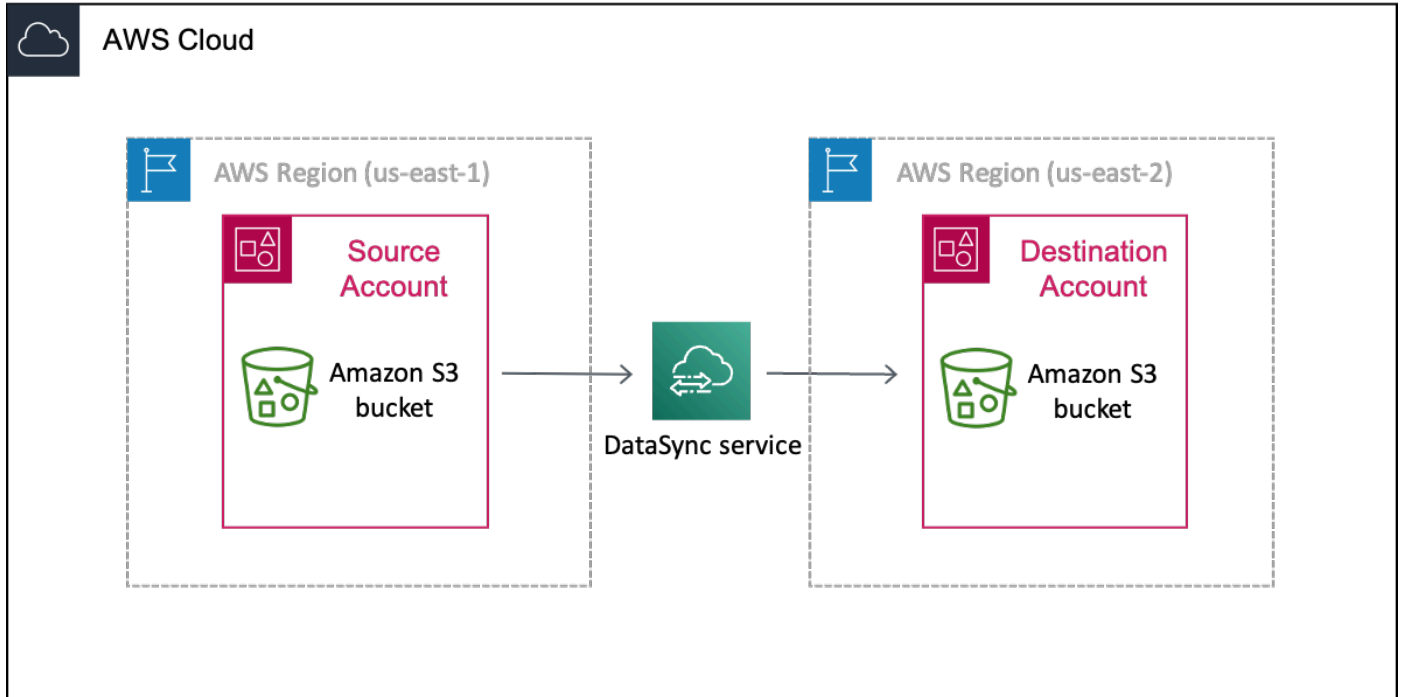 AWS Cloud
AWS Region (us-east-1)
Source
Account
Amazon S3
bucket
DataSync service
AWS Region (us-east-2)
Destination
Account
Amazon S3
bucket